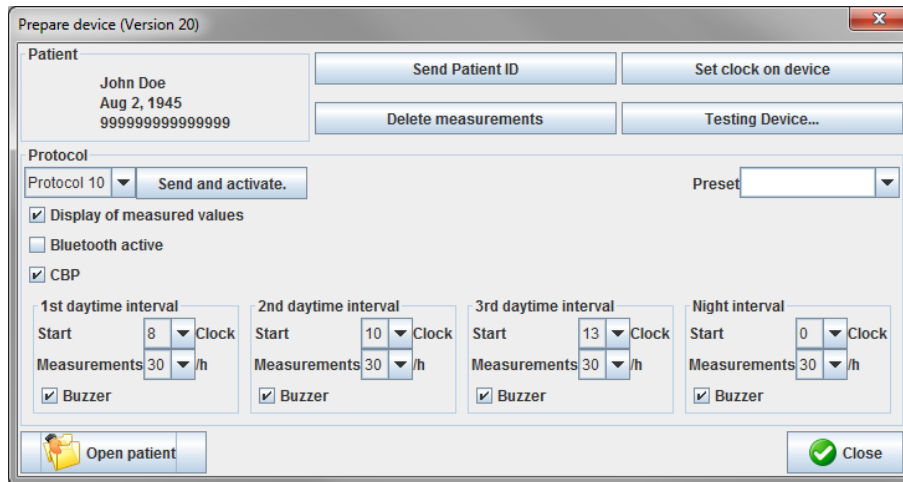 Prepare device (Version 20)
Patient
John Doe
Aug 2, 1945
999999999999999
Send Patient ID
Set clock on device
Delete measurements
Testing Device...
Protocol
Protocol 10
Send and activate.
Preset
Display of measured values
Bluetooth active
CBP
1st daytime interval
Start 8 Clock
Measurements 30 /h
Buzzer
2nd daytime interval
Start 10 Clock
Measurements 30 /h
Buzzer
3rd daytime interval
Start 13 Clock
Measurements 30 /h
Buzzer
Night interval
Start 0 Clock
Measurements 30 /h
Buzzer
Open patient
Close